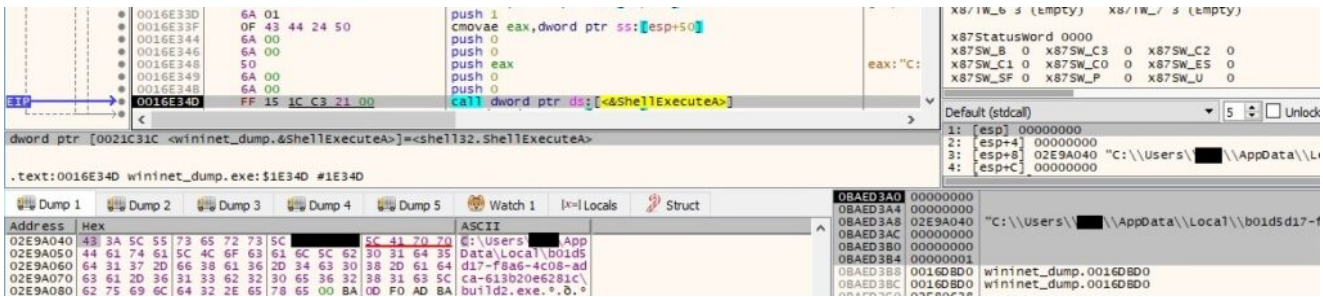 0016E33D 6A 01 push 1
0016E33F 0F 43 44 24 50 cmovae eax,dword ptr ss:[esp+50]
0016E344 6A 00 push 0
0016E346 6A 00 push 0
0016E348 50 push eax eax:"C:
0016E349 6A 00 push 0
0016E34B 6A 00 push 0
EIP 0016E34D FF 15 1C C3 21 00 call dword ptr ds:[<&ShellExecuteA>]
x87TW_6 3 (Empty) x87TW_7 3 (Empty)
x87StatusWord 0000
x87SW_B 0 x87SW_C3 0 x87SW_C2 0
x87SW_C1 0 x87SW_C0 0 x87SW_ES 0
x87SW_SF 0 x87SW_P 0 x87SW_U 0
Default (stdcall) 5 Unlock
1: [esp] 00000000
2: [esp+4] 00000000
3: [esp+8] 02E9A040 "C:\\Users\\ \\AppData\\L
4: [esp+C] 00000000
dword ptr [0021C31C <wininet_dump.&ShellExecuteA>]=<shell32.ShellExecuteA>
.text:0016E34D wininet_dump.exe:$1E34D #1E34D
Dump 1 Dump 2 Dump 3 Dump 4 Dump 5 Watch 1 [x=] Locals Struct
Address Hex ASCII
02E9A040 43 3A 5C 55 73 65 72 73 5C 5C 41 70 70 C:\Users\ \App
02E9A050 44 61 74 61 5C 4C 6F 63 61 6C 5C 62 30 31 64 35 Data\Local\b01d5
02E9A060 64 31 37 2D 66 38 61 36 2D 34 63 30 38 2D 61 64 d17-f8a6-4c08-ad
02E9A070 63 61 2D 36 31 33 62 32 30 65 36 32 38 31 63 5C ca-613b20e6281c\
02E9A080 62 75 69 6C 64 32 2E 65 78 65 00 BA 0D F0 AD BA build2.exe.º.ð.º
0BAED3A0 00000000
0BAED3A4 00000000
0BAED3A8 02E9A040 "C:\\Users\\ \\AppData\\Local\\b01d5d17-f
0BAED3AC 00000000
0BAED3B0 00000000
0BAED3B4 00000001
0BAED3B8 0016DBD0 wininet_dump.0016DBD0
0BAED3BC 0016DBD0 wininet_dump.0016DBD0